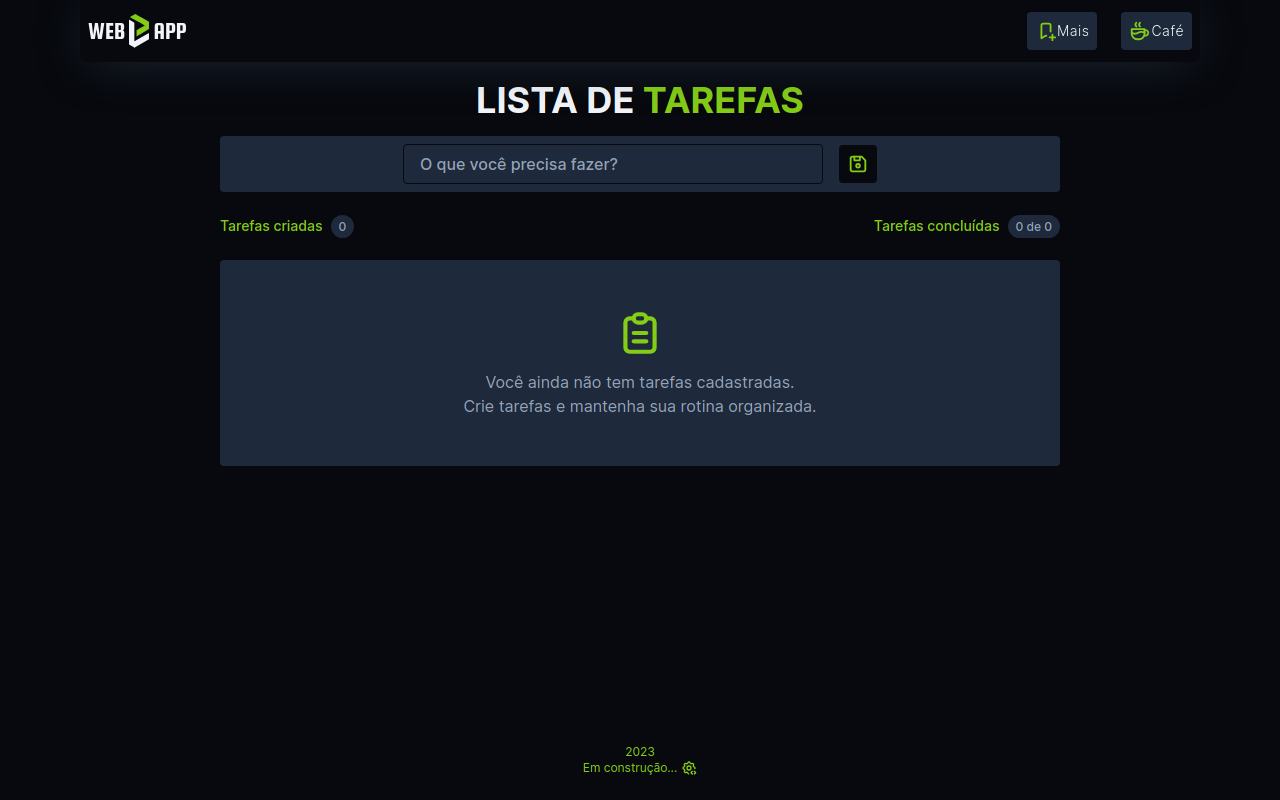 WEB APP
Mais
Café
LISTA DE TAREFAS
O que você precisa fazer?
Tarefas criadas 0
Tarefas concluídas 0 de 0
Você ainda não tem tarefas cadastradas.
Crie tarefas e mantenha sua rotina organizada.
2023
Em construção...